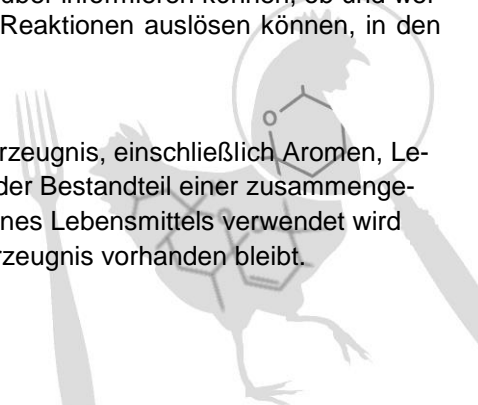 über informieren können, ob und wel-
Reaktionen auslösen können, in den
rzeugnis, einschließlich Aromen, Le-
der Bestandteil einer zusammenge-
nes Lebensmittels verwendet wird
rzeugnis vorhanden bleibt.
O
O